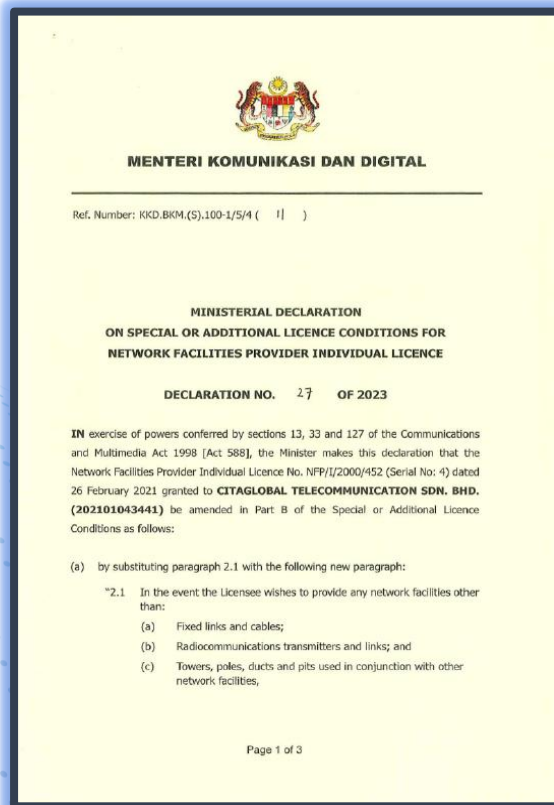 MENTERI KOMUNIKASI DAN DIGITAL
Ref. Number: KKD.BKM.(S).100-1/5/4 ( 11 )
MINISTERIAL DECLARATION
ON SPECIAL OR ADDITIONAL LICENCE CONDITIONS FOR
NETWORK FACILITIES PROVIDER INDIVIDUAL LICENCE
DECLARATION NO. 27 OF 2023
IN exercise of powers conferred by sections 13, 33 and 127 of the Communications
and Multimedia Act 1998 [Act 588], the Minister makes this declaration that the
Network Facilities Provider Individual Licence No. NFP/I/2000/452 (Serial No: 4) dated
26 February 2021 granted to CITAGLOBAL TELECOMMUNICATION SDN. BHD.
(202101043441) be amended in Part B of the Special or Additional Licence
Conditions as follows:
(a) by substituting paragraph 2.1 with the following new paragraph:
"2.1 In the event the Licensee wishes to provide any network facilities other
than:
(a) Fixed links and cables;
(b) Radiocommunications transmitters and links; and
(c) Towers, poles, ducts and pits used in conjunction with other
network facilities,
Page 1 of 3